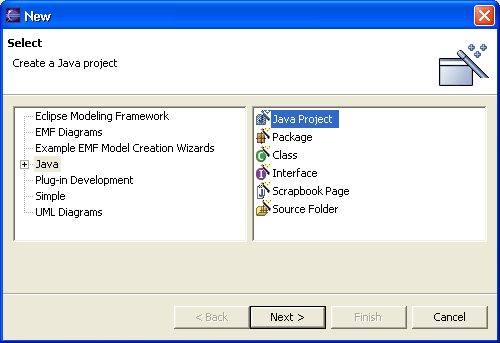 New
Select
Create a Java project
Eclipse Modeling Framework
EMF Diagrams
Example EMF Model Creation Wizards
Java
Plug-in Development
Simple
UML Diagrams
Java Project
Package
Class
Interface
Scrapbook Page
Source Folder
< Back
Next >
Finish
Cancel